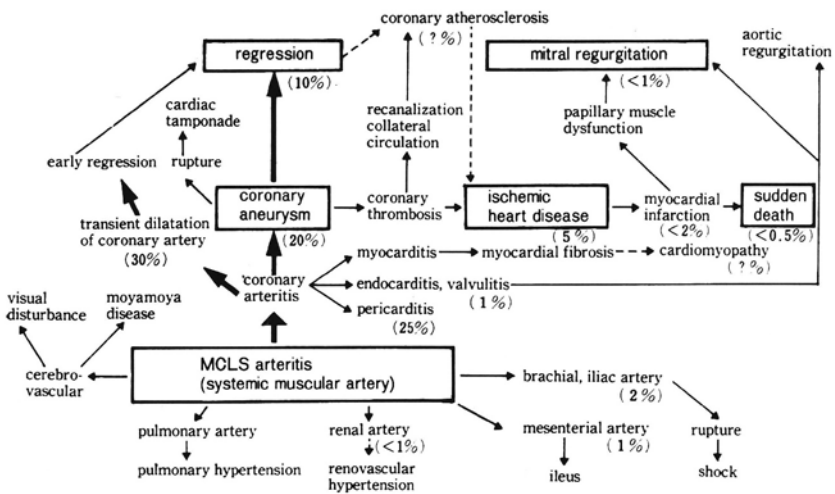 coronary atherosclerosis
(?%)
aortic
regurgitation
regression
(10%)
mitral regurgitation
(<1%)
cardiac
tamponade
recanalization
collateral
circulation
papillary muscle
dysfunction
early regression
rupture
coronary
aneurysm
(20%)
coronary
thrombosis
ischemic
heart disease
(5%)
myocardial
infarction
(<2%)
sudden
death
(<0.5%)
transient dilatation
of coronary artery
(30%)
coronary
arteritis
myocarditis
myocardial fibrosis
cardiomyopathy
(?%)
endocarditis, valvulitis
(1%)
pericarditis
(25%)
visual
disturbance
moyamoya
disease
cerebro-
vascular
MCLS arteritis
(systemic muscular artery)
brachial, iliac artery
(2%)
pulmonary artery
renal artery
(<1%)
mesenterial artery
(1%)
rupture
pulmonary hypertension
renovascular
hypertension
ileus
shock